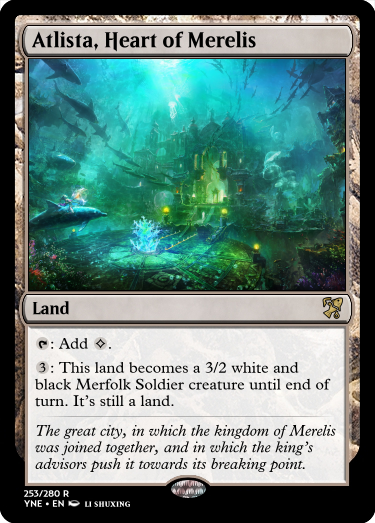 Atlista, Heart of Merelis
Land
: Add .
3: This land becomes a 3/2 white and
black Merfolk Soldier creature until end of
turn. It's still a land.
The great city, in which the kingdom of Merelis
was joined together, and in which the king's
advisors push it towards its breaking point.
253/280 R
YNE • EN LI SHUXING